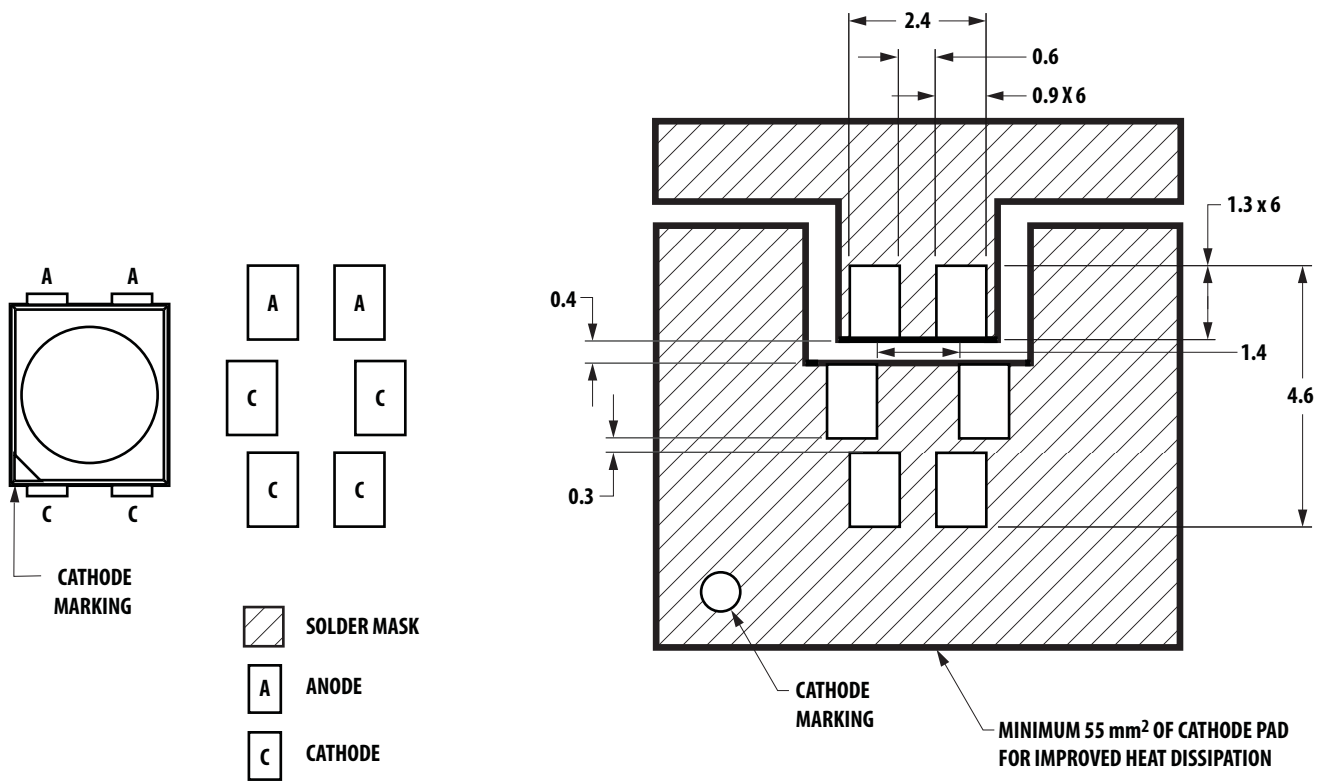 2.4
0.6
0.9 X 6
1.3 x 6
A A
A A
0.4
1.4
C C
4.6
C C
0.3
C C
CATHODE
MARKING
SOLDER MASK
A ANODE
CATHODE
MARKING
MINIMUM 55 mm² OF CATHODE PAD
FOR IMPROVED HEAT DISSIPATION
C CATHODE